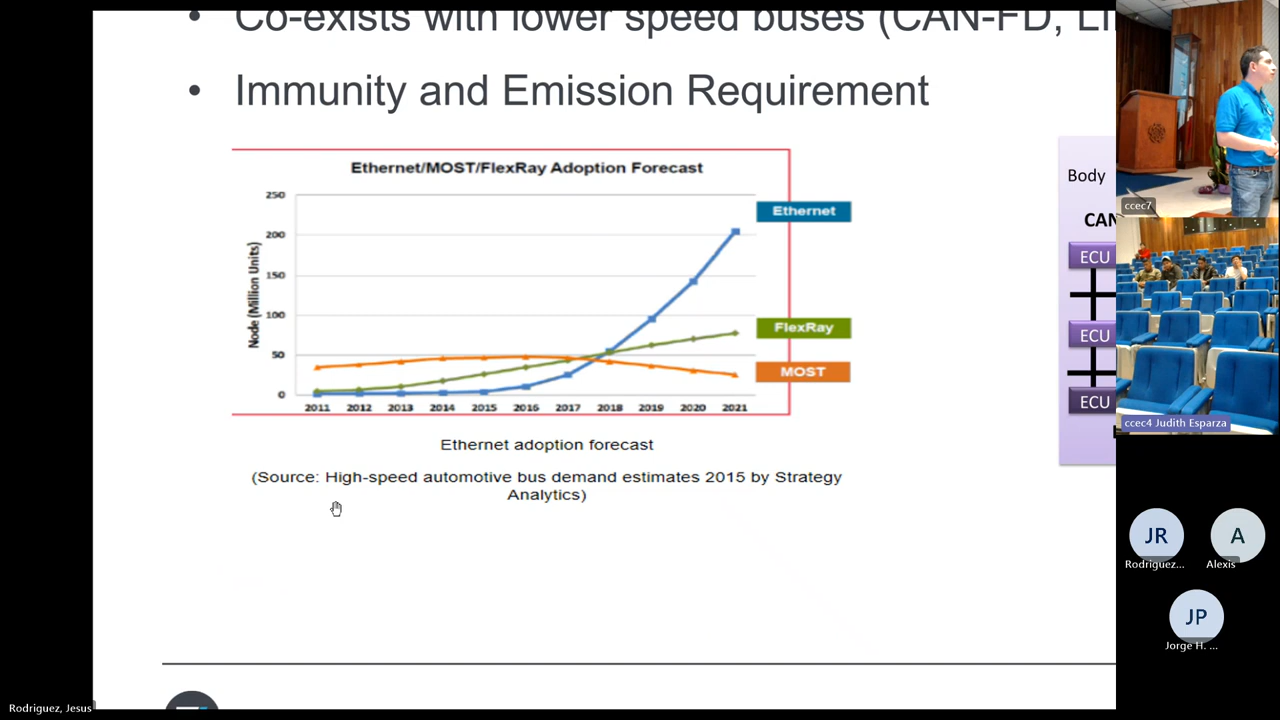 • Co-exists with lower speed buses (CAN-FD,
• Immunity and Emission Requirement
Ethernet/MOST/FlexRay Adoption Forecast
Node (Million Units)
250
200
150
100
50
0
2011 2012 2013 2014 2015 2016 2017 2018 2019 2020 2021
Ethernet
FlexRay
MOST
Ethernet adoption forecast
(Source: High-speed automotive bus demand estimates 2015 by Strategy
Analytics)
Body
CAN
ECU
ECU
ECU
ccec7
ccec4 Judith Esparza
JR
Rodriguez...
A
Alexis
JP
Jorge H. ...
Rodriguez, Jesus